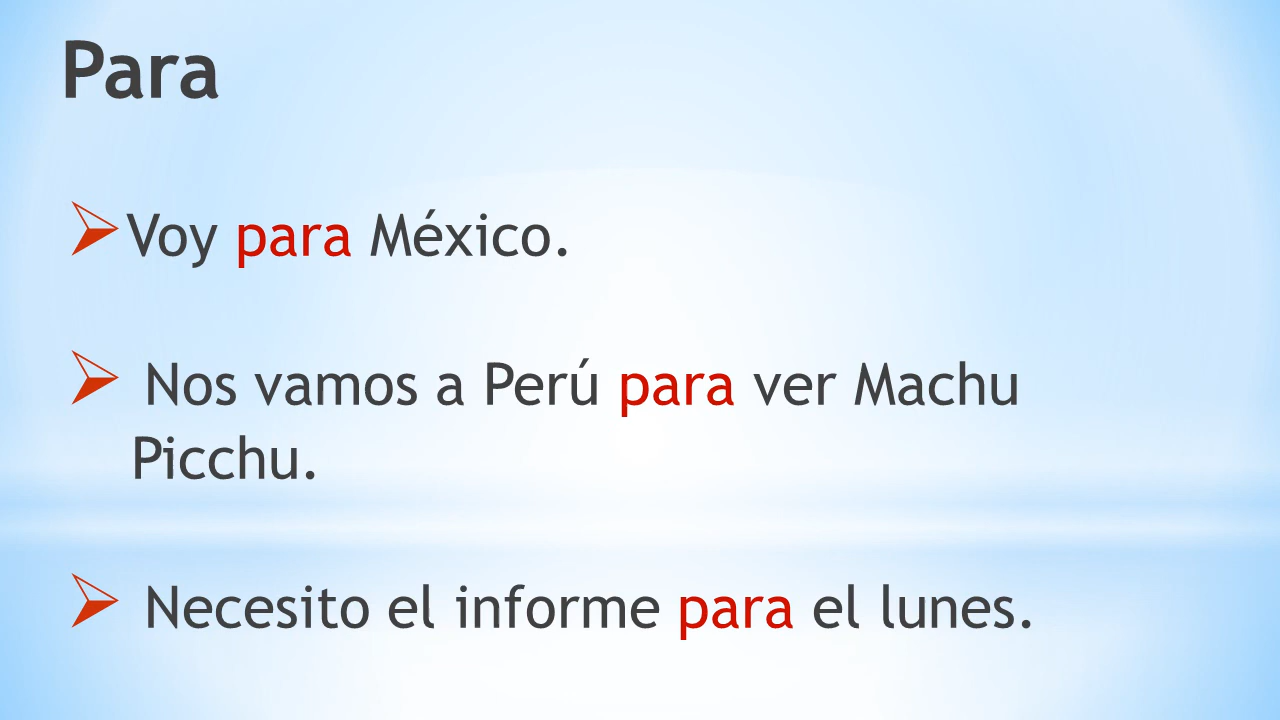 Para
Voy para México.
Nos vamos a Perú para ver Machu
Picchu.
Necesito el informe para el lunes.